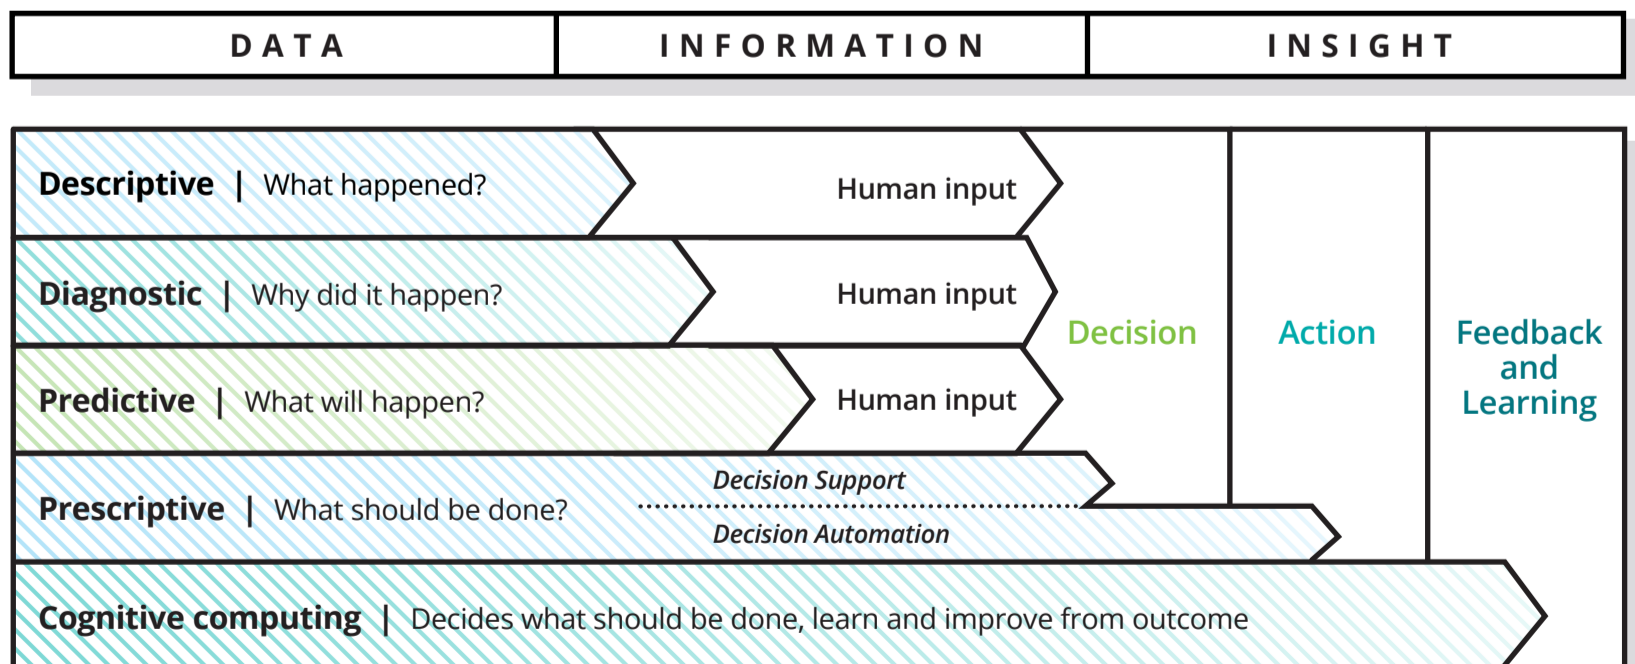 DATA INFORMATION INSIGHT
Descriptive | What happened? Human input
Diagnostic | Why did it happen? Human input
Decision Action Feedback
and
Learning
Predictive | What will happen? Human input
Decision Support
Prescriptive | What should be done?
Decision Automation
Cognitive computing | Decides what should be done, learn and improve from outcome